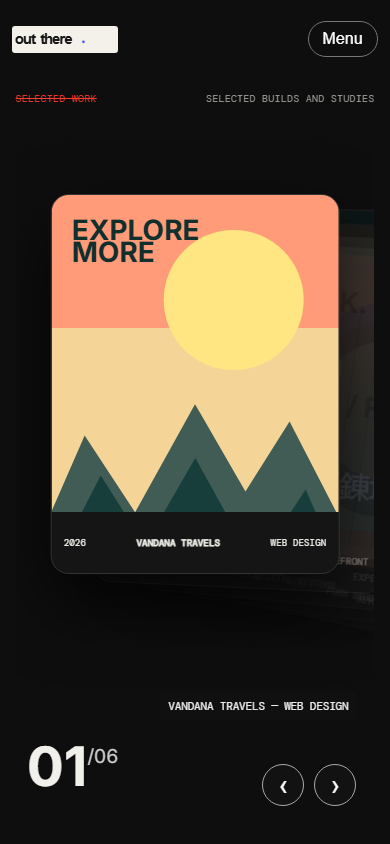 out there .
Menu
SELECTED WORK
SELECTED BUILDS AND STUDIES
EXPLORE
MORE
2026
VANDANA TRAVELS
WEB DESIGN
VANDANA TRAVELS — WEB DESIGN
01/06
‹
›